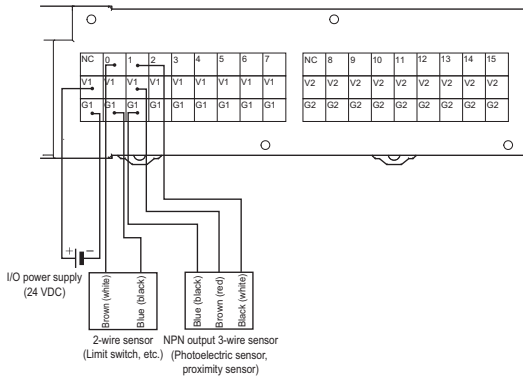 NC 0 1 2 3 4 5 6 7 NC 8 9 10 11 12 13 14 15
V1 V1 V1 V1 V1 V1 V1 V1 V1 V2 V2 V2 V2 V2 V2 V2 V2 V2
G1 G1 G1 G1 G1 G1 G1 G1 G1 G2 G2 G2 G2 G2 G2 G2 G2 G2
+ −
I/O power supply
(24 VDC)
Brown (white)
Blue (black)
Blue (black)
Brown (red)
Black (white)
2-wire sensor
(Limit switch, etc.)
NPN output 3-wire sensor
(Photoelectric sensor,
proximity sensor)